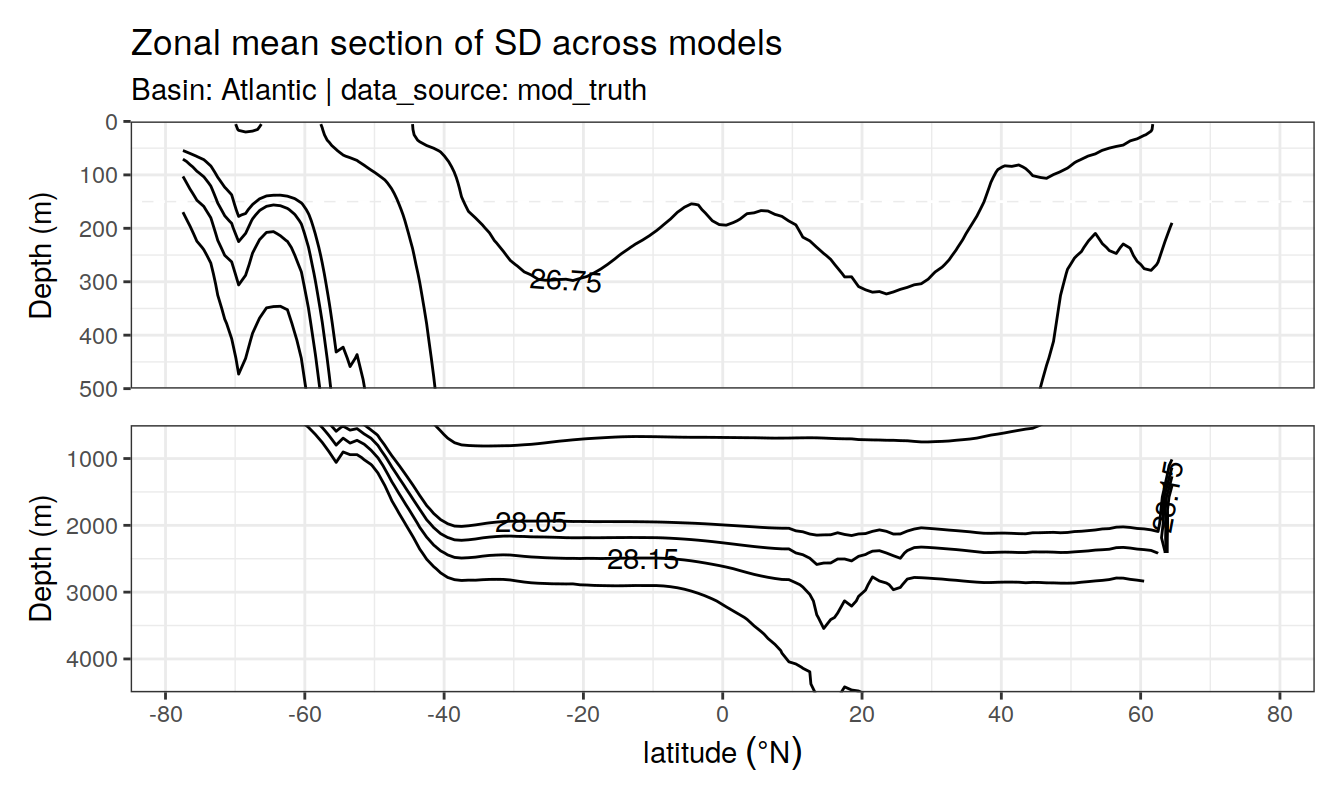 Zonal mean section of SD across models
Basin: Atlantic | data_source: mod_truth
0
100
200
300
400
500
Depth (m)
26.75
1000
2000
3000
4000
Depth (m)
28.05
28.15
28.15
-80 -60 -40 -20 0 20 40 60 80
latitude (°N)